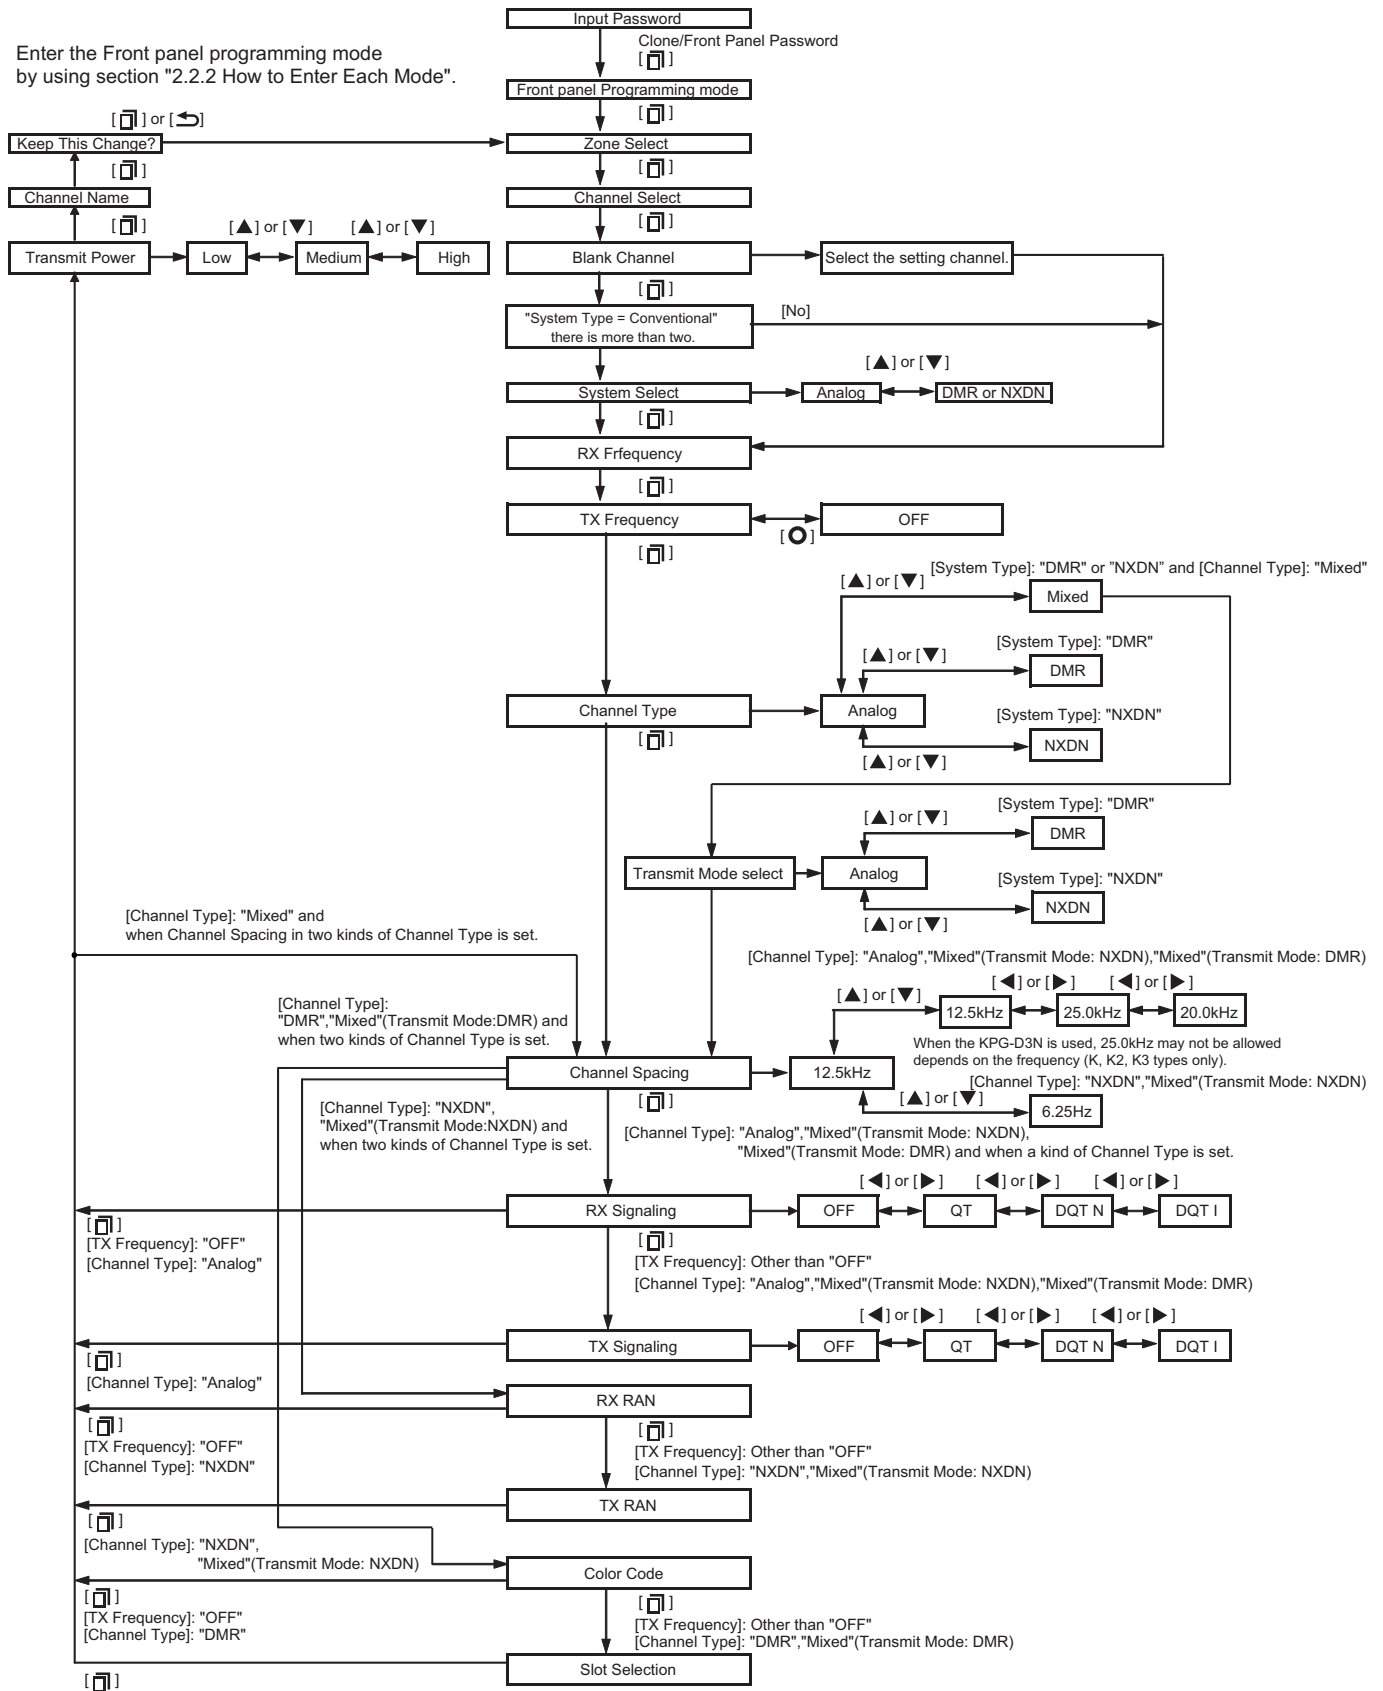 Input Password
Clone/Front Panel Password
[ ]
Enter the Front panel programming mode
by using section "2.2.2 How to Enter Each Mode".
Front panel Programming mode
[ ]
[ ] or [ ]
Keep This Change?
Zone Select
[ ]
[ ]
Channel Name
Channel Select
[ ]
[▲] or [▼]
[▲] or [▼]
[ ]
Transmit Power
Low
Medium
High
Blank Channel
Select the setting channel.
[ ]
"System Type = Conventional"
there is more than two.
[No]
[▲] or [▼]
System Select
Analog
DMR or NXDN
[ ]
RX Frfequency
[ ]
TX Frequency
OFF
[ ]
[ ]
[System Type]: "DMR" or ”NXDN” and [Channel Type]: "Mixed"
[▲] or [▼]
Mixed
[System Type]: "DMR"
[▲] or [▼]
DMR
Channel Type
Analog
[System Type]: "NXDN"
[ ]
NXDN
[▲] or [▼]
[System Type]: "DMR"
[▲] or [▼]
DMR
Transmit Mode select
Analog
[System Type]: "NXDN"
NXDN
[▲] or [▼]
[Channel Type]: "Mixed" and
when Channel Spacing in two kinds of Channel Type is set.
[Channel Type]: "Analog","Mixed"(Transmit Mode: NXDN),"Mixed"(Transmit Mode: DMR)
[◀] or [▶]
[◀] or [▶]
[▲] or [▼]
12.5kHz
25.0kHz
20.0kHz
[Channel Type]:
"DMR","Mixed"(Transmit Mode:DMR) and
when two kinds of Channel Type is set.
When the KPG-D3N is used, 25.0kHz may not be allowed
depends on the frequency (K, K2, K3 types only).
Channel Spacing
12.5kHz
[Channel Type]: "NXDN","Mixed"(Transmit Mode: NXDN)
[ ]
[▲] or [▼]
6.25Hz
[Channel Type]: "NXDN",
"Mixed"(Transmit Mode:NXDN) and
when two kinds of Channel Type is set.
[Channel Type]: "Analog","Mixed"(Transmit Mode: NXDN),
"Mixed"(Transmit Mode: DMR) and when a kind of Channel Type is set.
[◀] or [▶]
[◀] or [▶]
[◀] or [▶]
RX Signaling
OFF
QT
DQT N
DQT I
[ ]
[TX Frequency]: "OFF"
[Channel Type]: "Analog"
[ ]
[TX Frequency]: Other than "OFF"
[Channel Type]: "Analog","Mixed"(Transmit Mode: NXDN),"Mixed"(Transmit Mode: DMR)
[◀] or [▶]
[◀] or [▶]
[◀] or [▶]
TX Signaling
OFF
QT
DQT N
DQT I
[ ]
[Channel Type]: "Analog"
RX RAN
[ ]
[TX Frequency]: "OFF"
[Channel Type]: "NXDN"
[ ]
[TX Frequency]: Other than "OFF"
[Channel Type]: "NXDN","Mixed"(Transmit Mode: NXDN)
TX RAN
[ ]
[Channel Type]: "NXDN",
"Mixed"(Transmit Mode: NXDN)
Color Code
[ ]
[TX Frequency]: "OFF"
[Channel Type]: "DMR"
[ ]
[TX Frequency]: Other than "OFF"
[Channel Type]: "DMR","Mixed"(Transmit Mode: DMR)
Slot Selection
[ ]